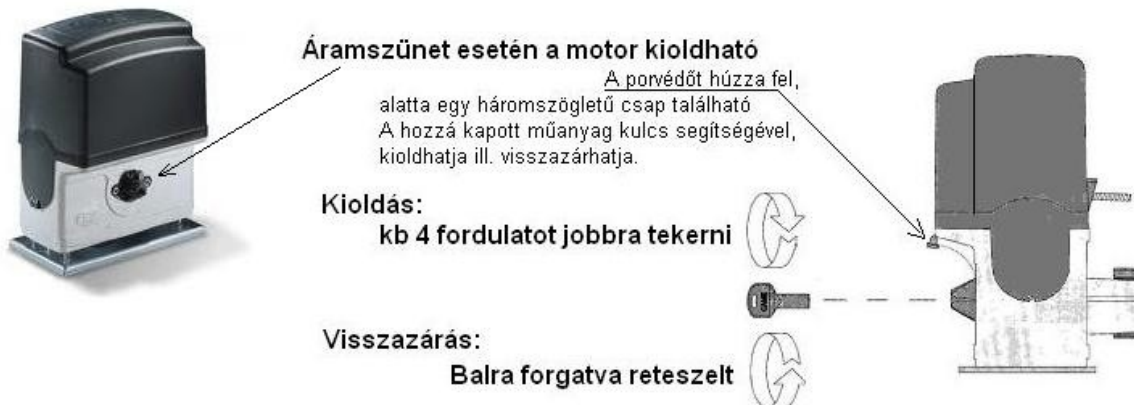 Áramszünet esetén a motor kioldható
A porvédőt húzza fel,
alatta egy háromszögletű csap található
A hozzá kapott műanyag kulcs segítségével,
kioldhatja ill. visszazárhatja.
Kioldás:
kb 4 fordulatot jobbra tekerni
Visszazárás:
Balra forgatva reteszelt